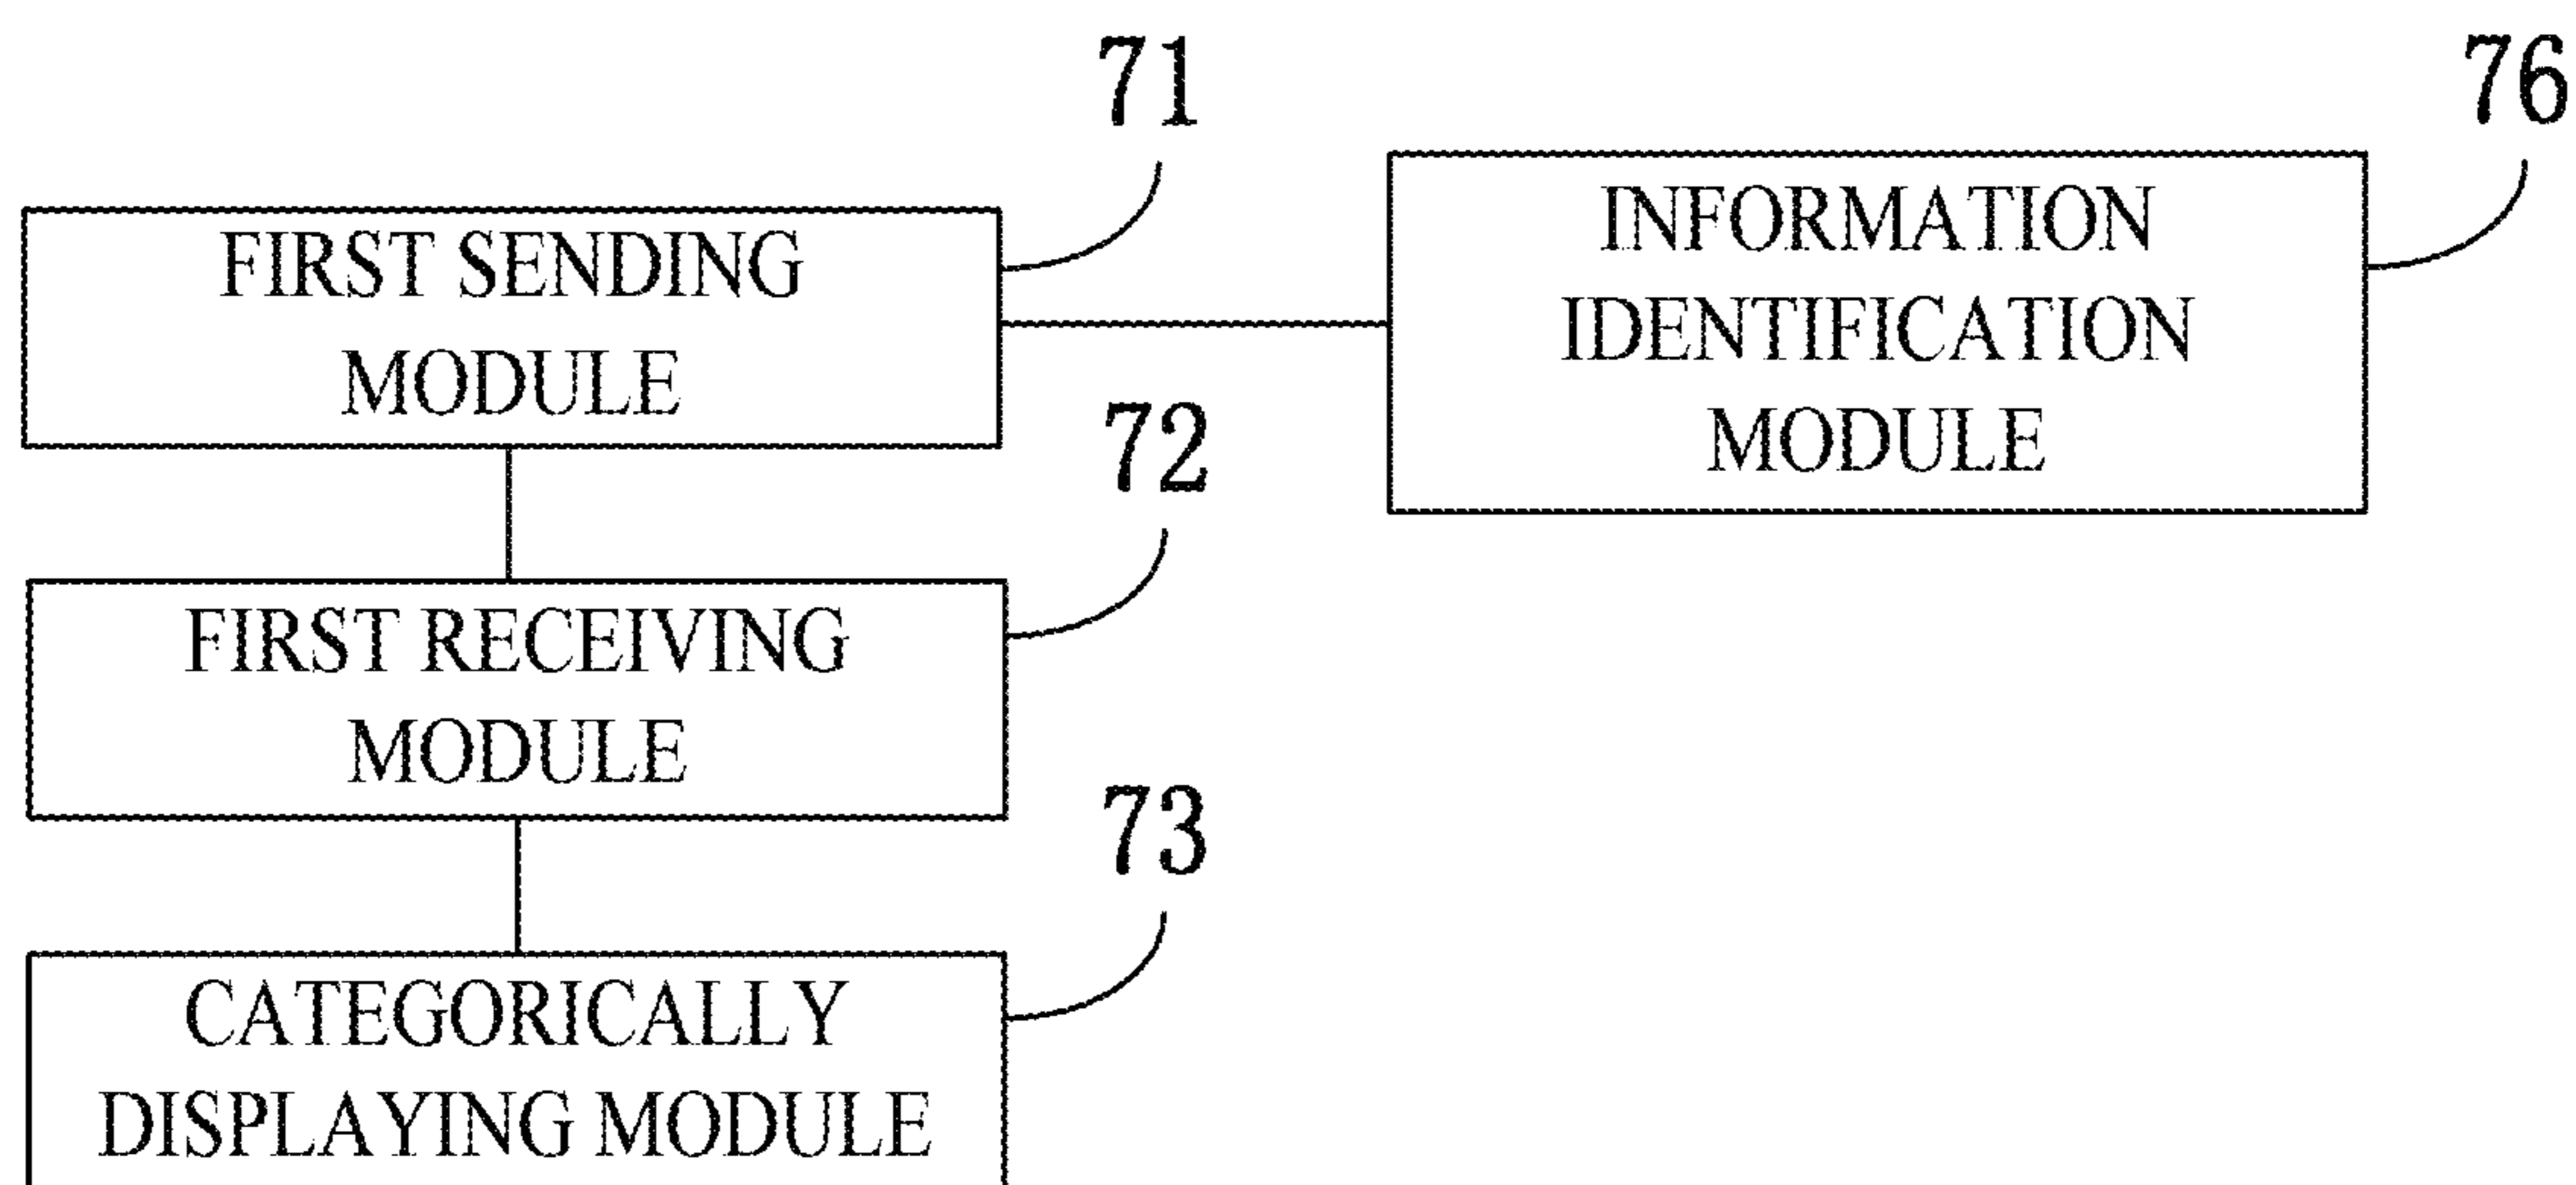 71
FIRST SENDING
MODULE
76
INFORMATION
IDENTIFICATION
MODULE
72
FIRST RECEIVING
MODULE
73
CATEGORICALLY
DISPLAYING MODULE